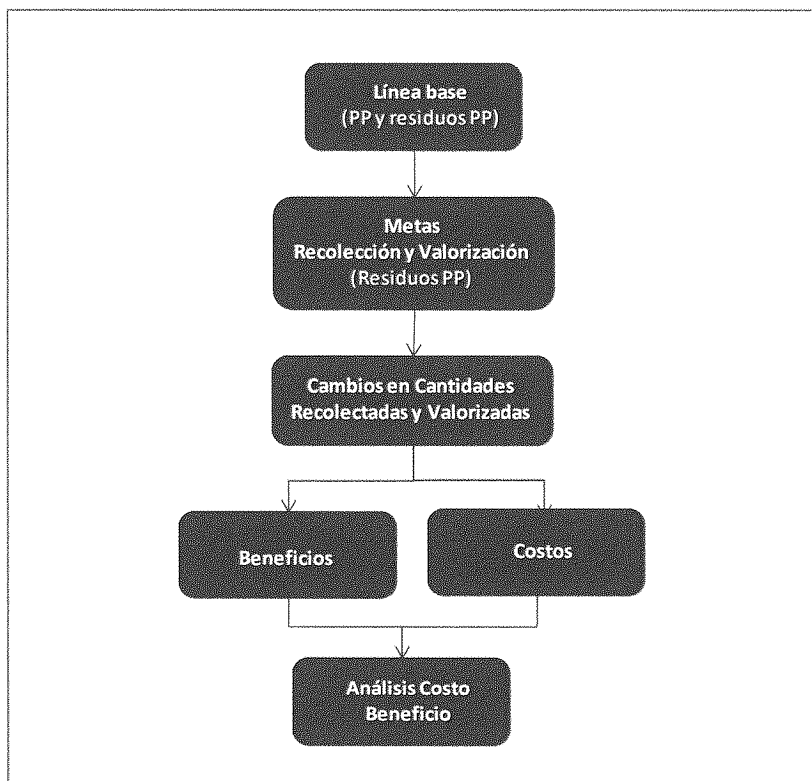 Línea base
(PP y residuos PP)
Metas
Recolección y Valorización
(Residuos PP)
Cambios en Cantidades
Recolectadas y Valorizadas
Beneficios
Costos
Análisis Costo
Beneficio